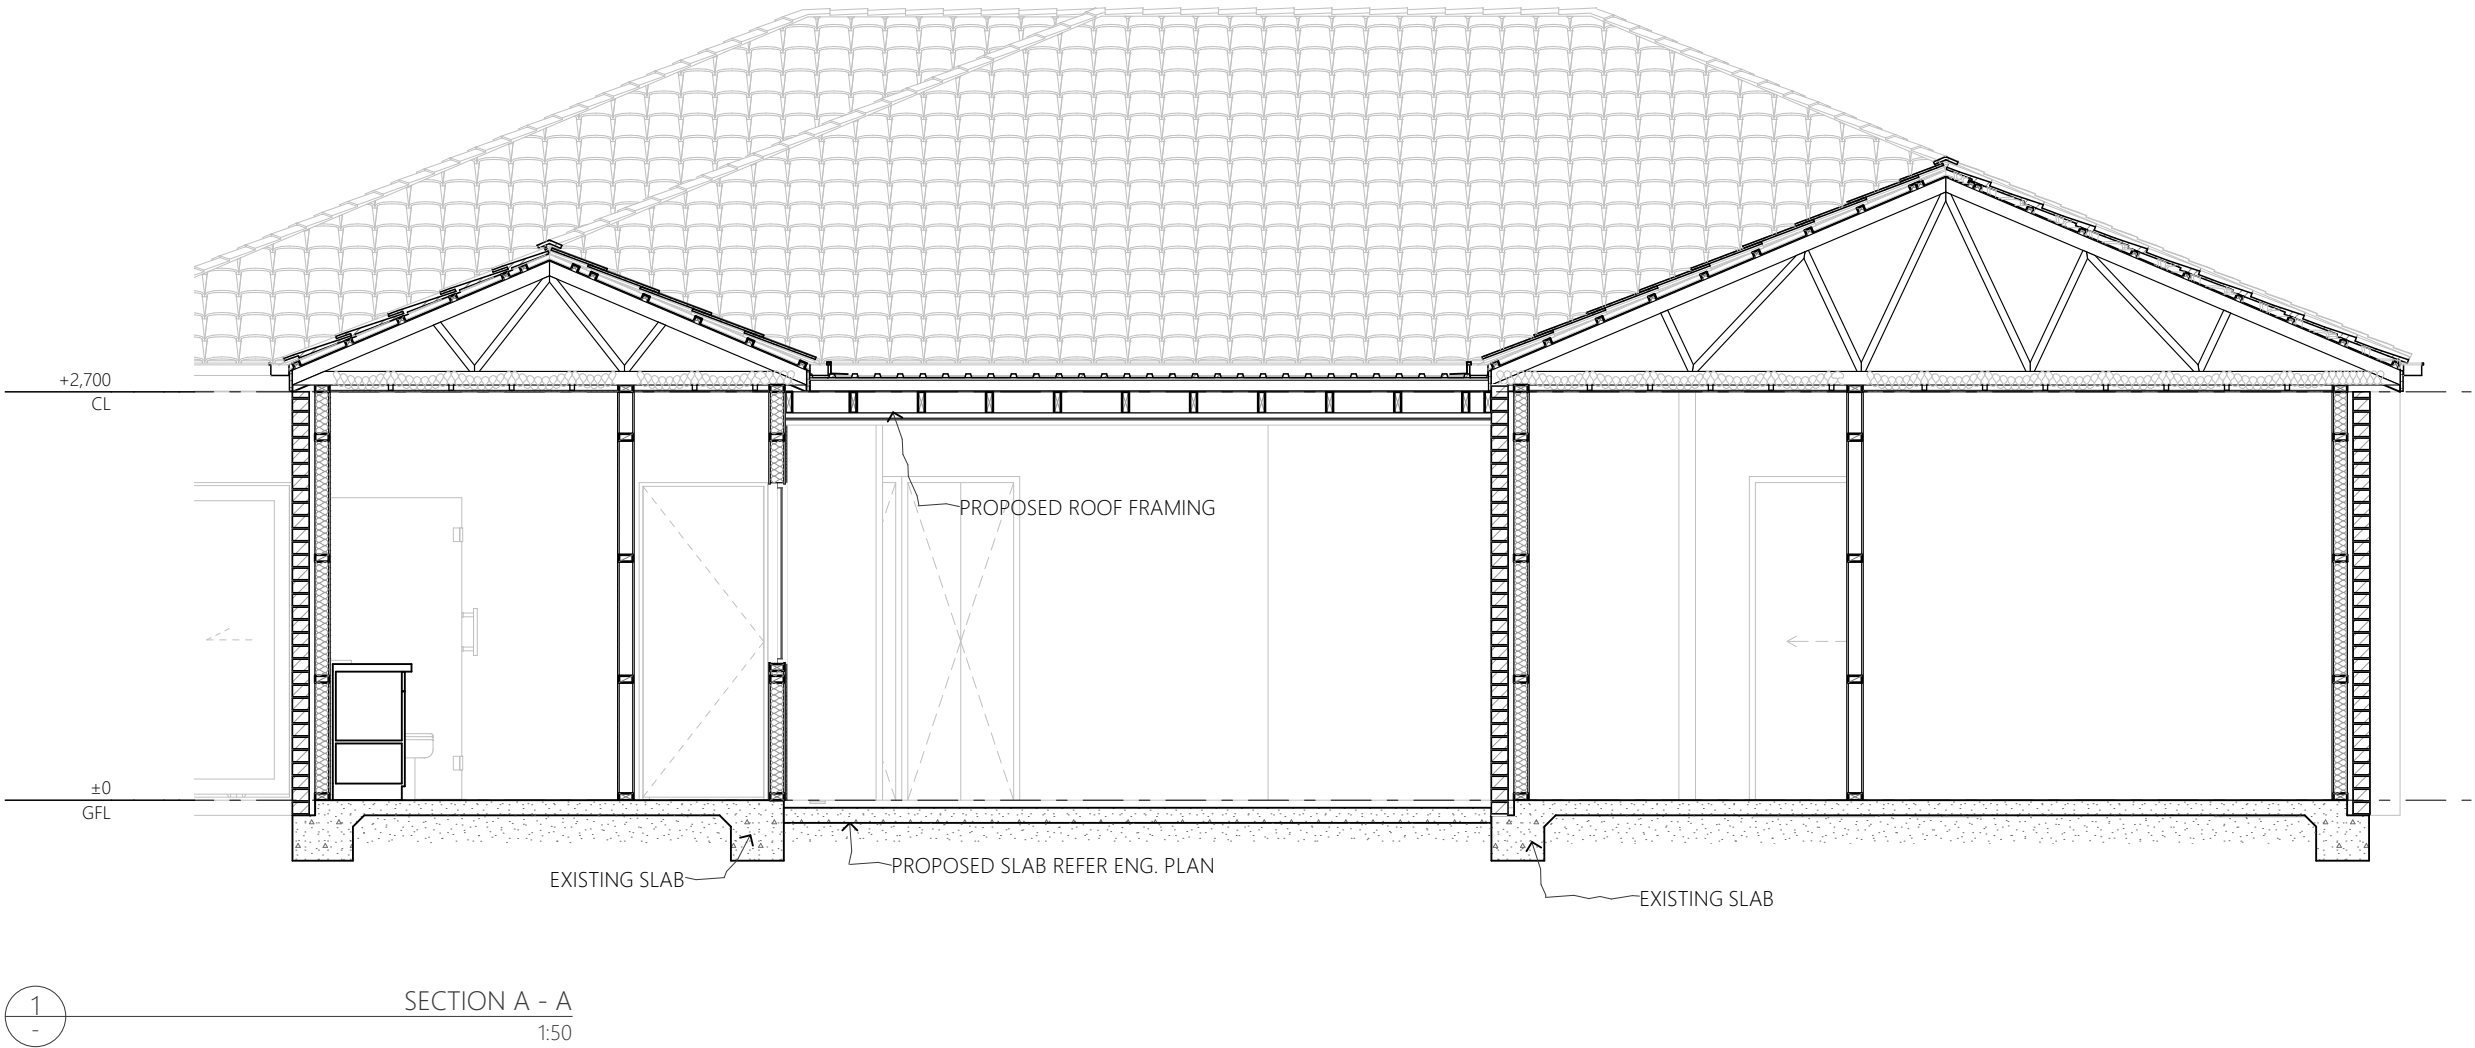 +2,700
CL
PROPOSED ROOF FRAMING
±0
GFL
PROPOSED SLAB REFER ENG. PLAN
EXISTING SLAB
EXISTING SLAB
1
-
SECTION A - A
1:50